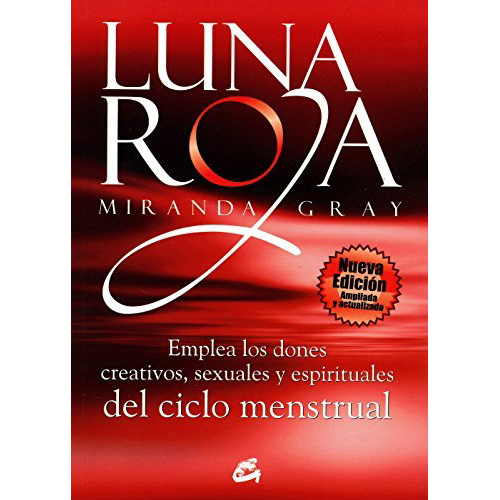 LUNA
ROJA
MIRANDA GRAY
Nueva
Edición
Ampliada
y actualizada
Emplea los dones
creativos, sexuales y espirituales
del ciclo menstrual